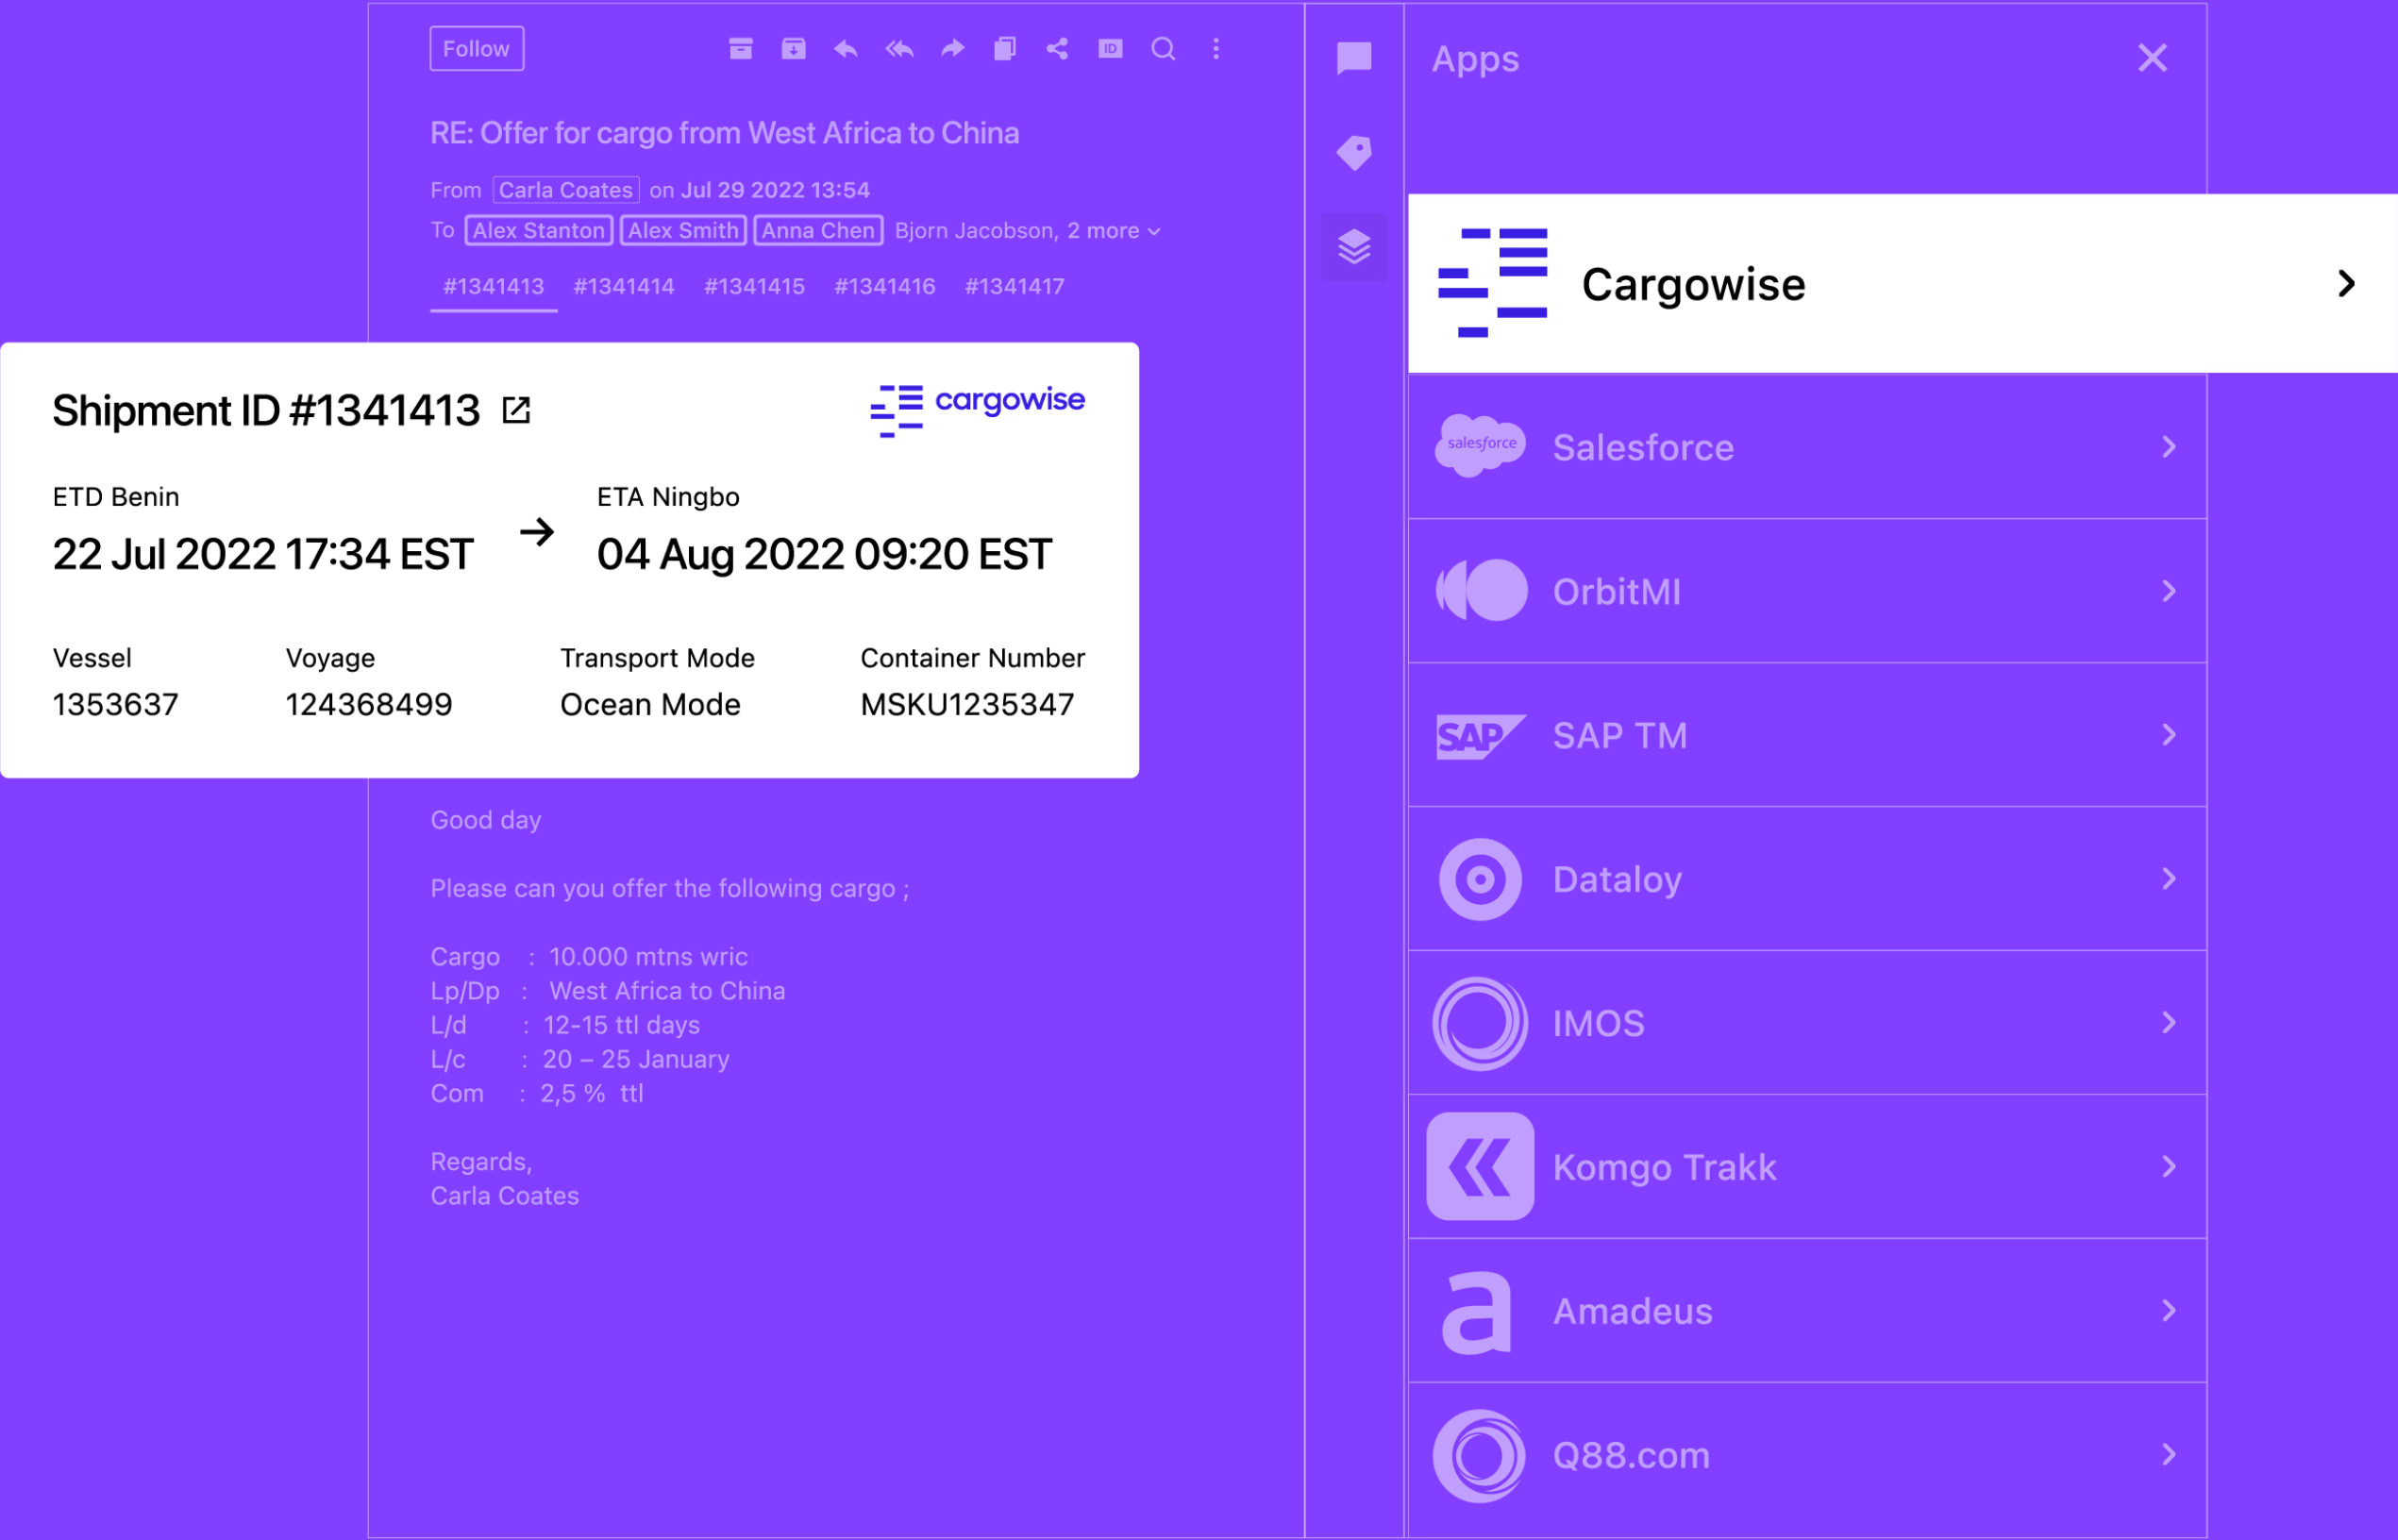 Follow
ID
RE: Offer for cargo from West Africa to China
From Carla Coates on Jul 29 2022 13:54
To Alex Stanton Alex Smith Anna Chen Bjorn Jacobson, 2 more
#1341413 #1341414 #1341415 #1341416 #1341417
Shipment ID #1341413
cargowise
ETD Benin
22 Jul 2022 17:34 EST
ETA Ningbo
04 Aug 2022 09:20 EST
Vessel
1353637
Voyage
124368499
Transport Mode
Ocean Mode
Container Number
MSKU1235347
Good day
Please can you offer the following cargo ;
Cargo : 10.000 mtns wric
Lp/Dp : West Africa to China
L/d : 12-15 ttl days
L/c : 20 – 25 January
Com : 2,5 % ttl
Regards,
Carla Coates
Apps
Cargowise
salesforce
Salesforce
OrbitMI
SAP
SAP TM
Dataloy
IMOS
Komgo Trakk
a
Amadeus
Q88.com